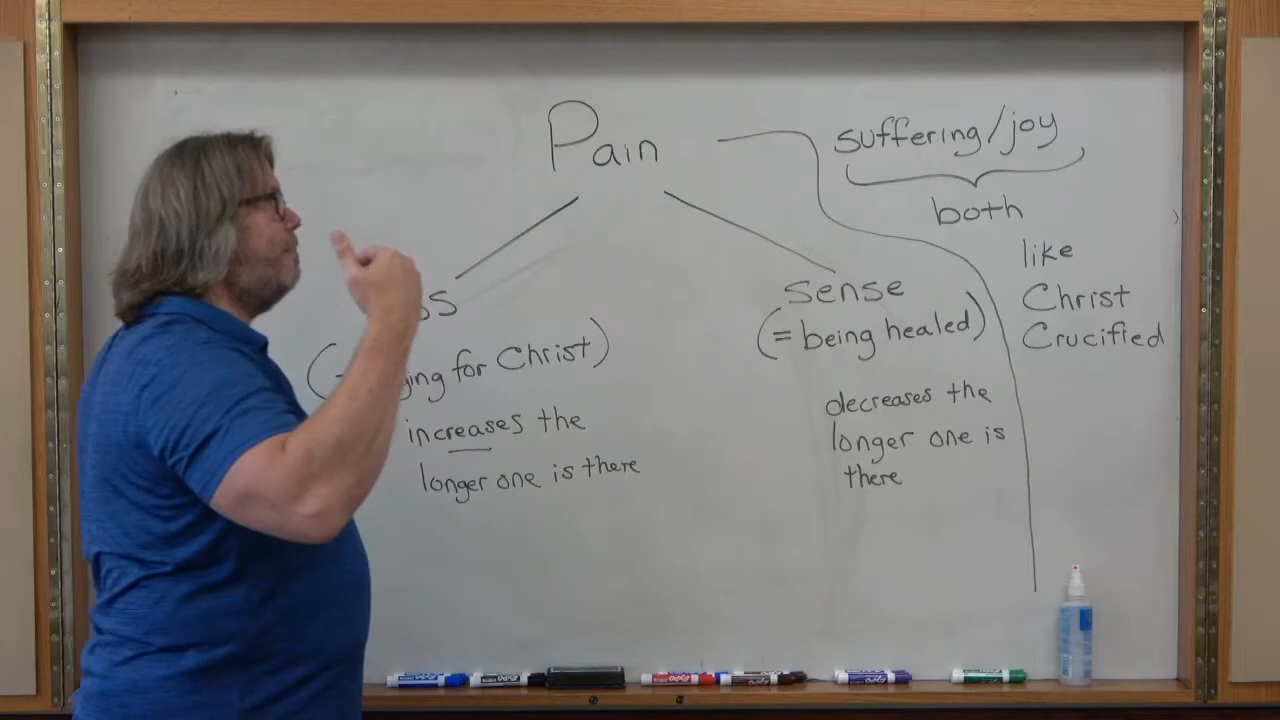 Pain
suffering/joy
both
like
Christ
Crucified
sense
(= being healed)
decreases the
longer one is
there
for Christ)
increases the
longer one is there